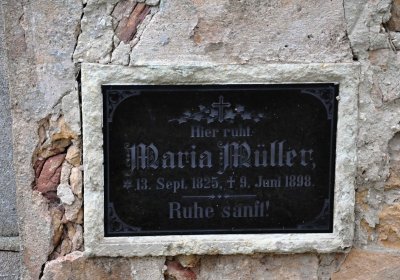 Hier ruht
Maria Müller,
* 13. Sept. 1825, † 9. Juni 1898.
Ruhe sanft!